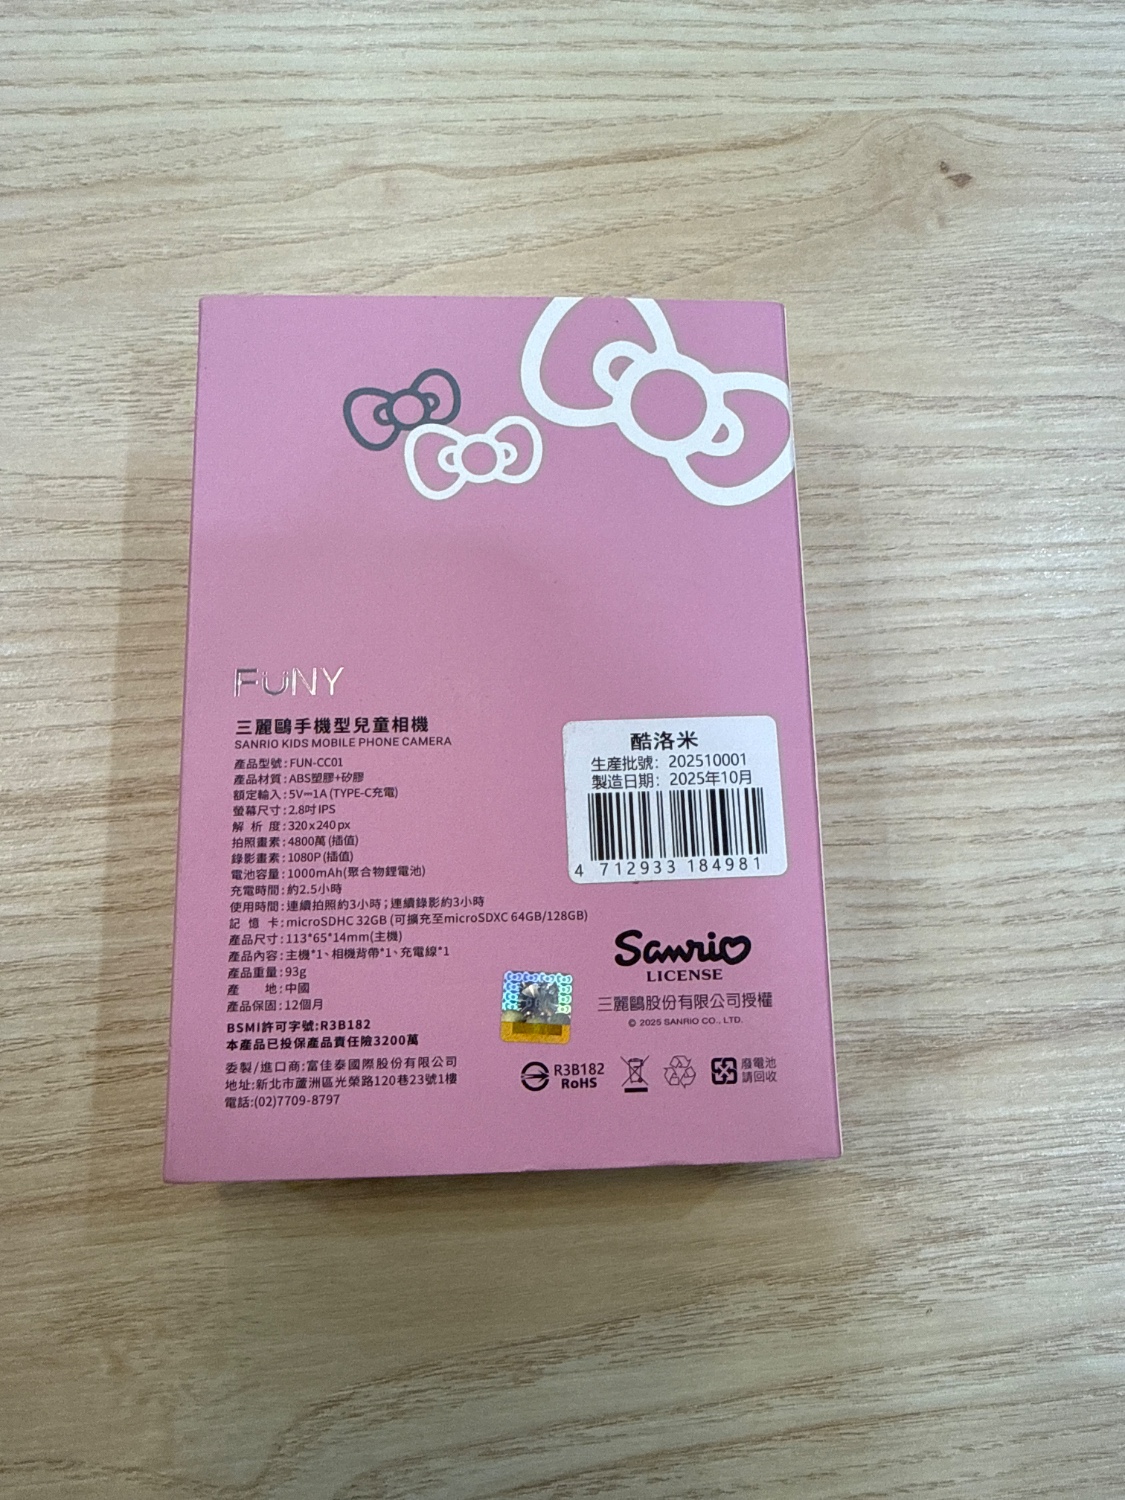 FUNY
三麗鷗手機型兒童相機
SANRIO KIDS MOBILE PHONE CAMERA
產品型號:FUN-CC01
產品材質:ABS塑膠+矽膠
額定輸入:5V⎓1A (TYPE-C充電)
螢幕尺寸:2.8吋 IPS
解 析 度:320 x 240 px
拍照畫素:4800萬 (插值)
錄影畫素:1080P (插值)
電池容量:1000mAh(聚合物鋰電池)
充電時間:約2.5小時
使用時間:連續拍照約3小時;連續錄影約3小時
記 憶 卡:microSDHC 32GB (可擴充至microSDXC 64GB/128GB)
產品尺寸:113*65*14mm(主機)
產品內容:主機*1、相機背帶*1、充電線*1
產品重量:93g
產 地:中國
產品保固:12個月
BSMI許可字號:R3B182
本產品已投保產品責任險3200萬
委製/進口商:富佳泰國際股份有限公司
地址:新北市蘆洲區光榮路120巷23號1樓
電話:(02)7709-8797
酷洛米
生産批號: 202510001
製造日期: 2025年10月
4 712933 184981
Sanrio
LICENSE
三麗鷗股份有限公司授權
© 2025 SANRIO CO., LTD.
R3B182
RoHS
廢電池
請回收